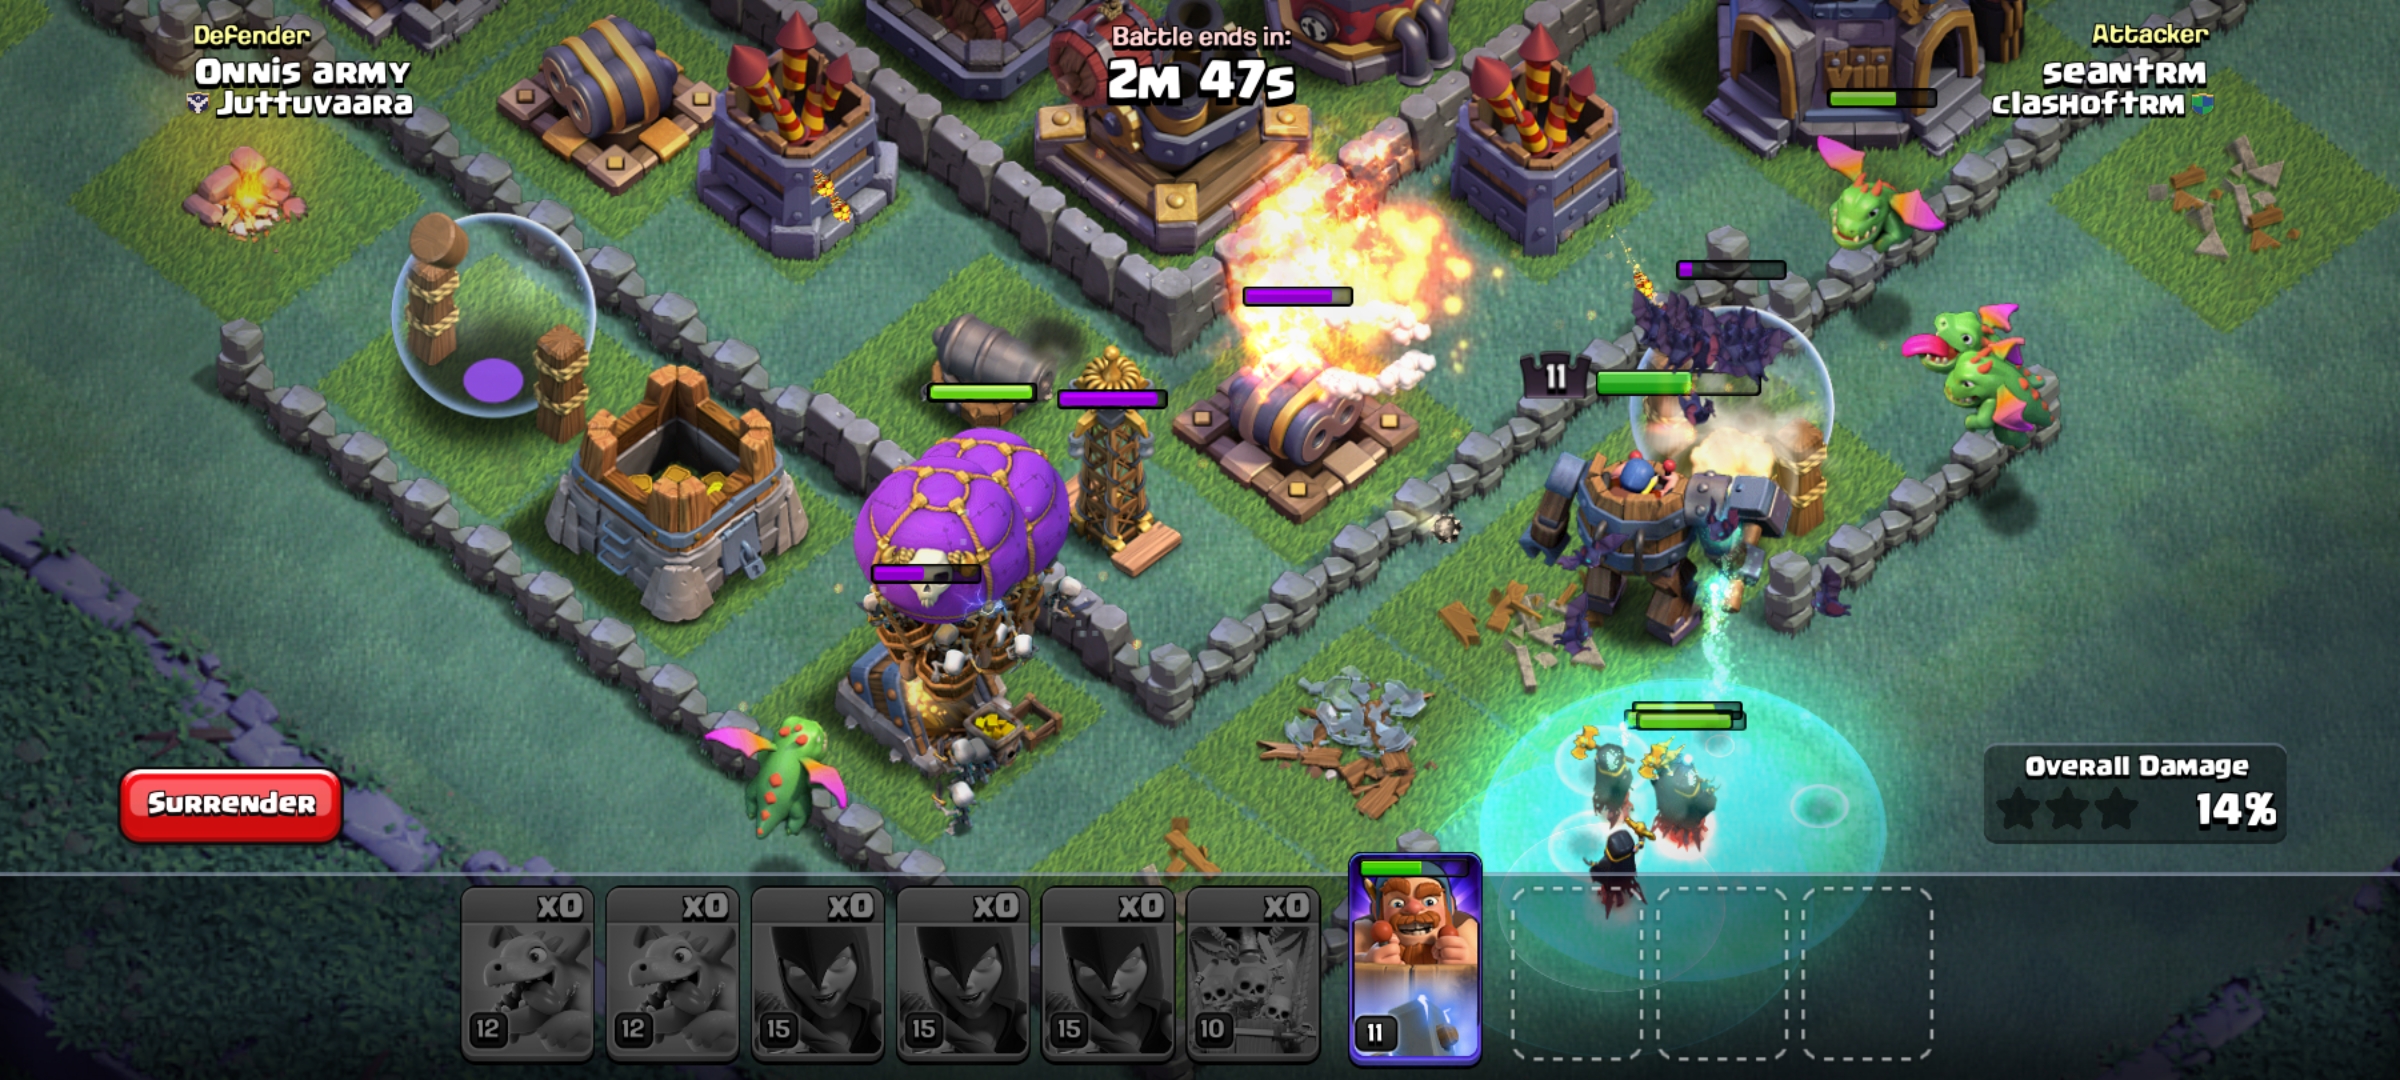 Defender
Onnis army
Juttuvaara
Battle ends in:
2M 47s
Attacker
seantrm
clashoftrm
VIII
11
Surrender
Overall Damage
14%
x0
x0
x0
x0
x0
x0
12
12
15
15
15
10
11